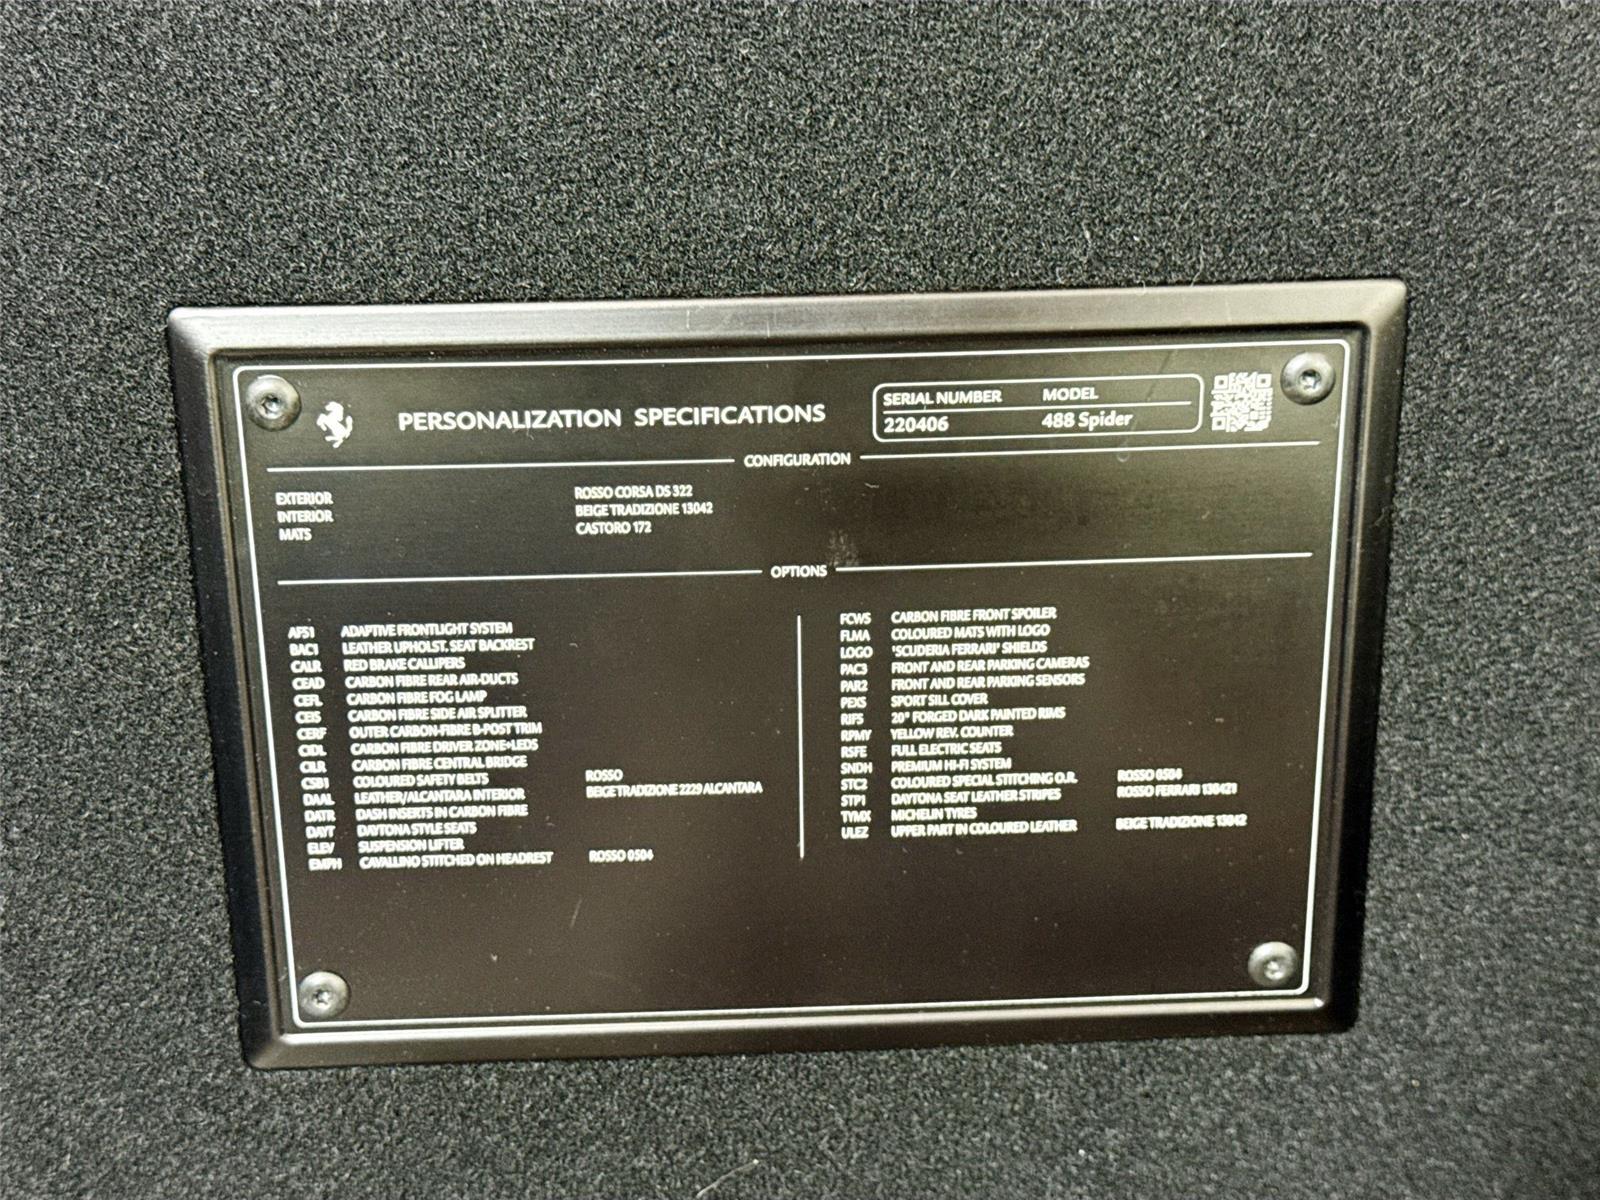 PERSONALIZATION SPECIFICATIONS
SERIAL NUMBER MODEL
220406 488 Spider
CONFIGURATION
EXTERIOR ROSSO CORSA DS 322
INTERIOR BEIGE TRADIZIONE 13042
MATS CASTORO 172
OPTIONS
AFS1 ADAPTIVE FRONTLIGHT SYSTEM
BAC1 LEATHER UPHOLST. SEAT BACKREST
CALR RED BRAKE CALLIPERS
CEAD CARBON FIBRE REAR AIR-DUCTS
CEFL CARBON FIBRE FOG LAMP
CEIS CARBON FIBRE SIDE AIR SPLITTER
CERF OUTER CARBON-FIBRE B-POST TRIM
CIDL CARBON FIBRE DRIVER ZONE+LEDS
CILR CARBON FIBRE CENTRAL BRIDGE
CSB1 COLOURED SAFETY BELTS ROSSO
DAAL LEATHER/ALCANTARA INTERIOR BEIGE TRADIZIONE 2229 ALCANTARA
DATR DASH INSERTS IN CARBON FIBRE
DAYT DAYTONA STYLE SEATS
ELEV SUSPENSION LIFTER
EMPH CAVALLINO STITCHED ON HEADREST ROSSO 0504
FCWS CARBON FIBRE FRONT SPOILER
FLMA COLOURED MATS WITH LOGO
LOGO 'SCUDERIA FERRARI' SHIELDS
PAC3 FRONT AND REAR PARKING CAMERAS
PAR2 FRONT AND REAR PARKING SENSORS
PEXS SPORT SILL COVER
RIF5 20" FORGED DARK PAINTED RIMS
RPMY YELLOW REV. COUNTER
RSFE FULL ELECTRIC SEATS
SNDH PREMIUM HI-FI SYSTEM
STC2 COLOURED SPECIAL STITCHING O.R. ROSSO 0504
STP1 DAYTONA SEAT LEATHER STRIPES ROSSO FERRARI 130421
TYMX MICHELIN TYRES
ULEZ UPPER PART IN COLOURED LEATHER BEIGE TRADIZIONE 13042